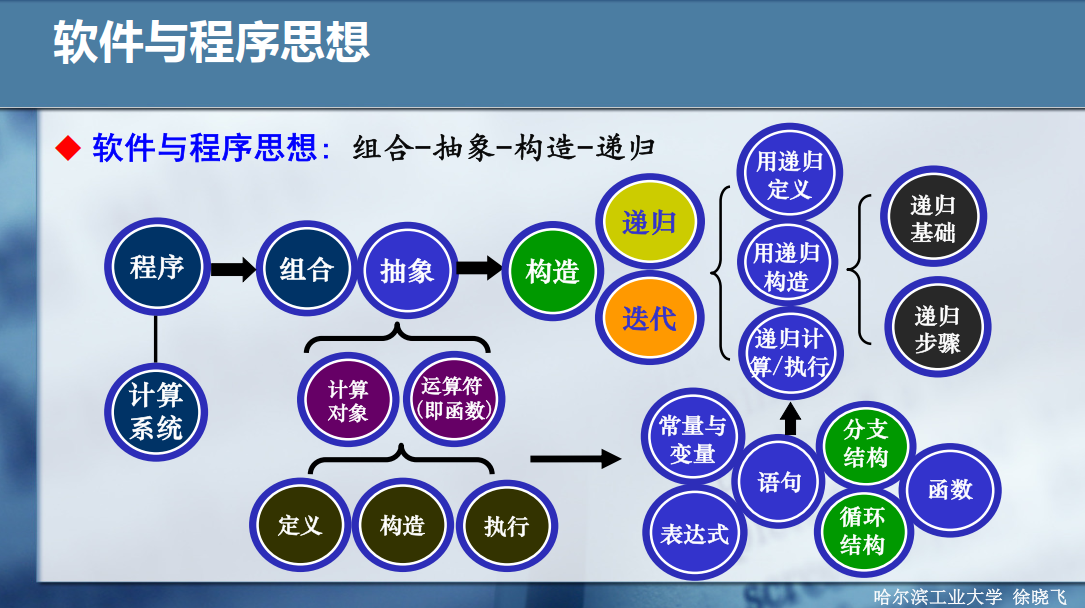 软件与程序思想
软件与程序思想：组合-抽象-构造-递归
程序
组合
抽象
构造
递归
迭代
用递归
定义
用递归
构造
递归计
算/执行
递归
基础
递归
步骤
计算
系统
计算
对象
运算符
(即函数)
定义
构造
执行
常量与
变量
表达式
语句
分支
结构
循环
结构
函数
哈尔滨工业大学 徐晓飞